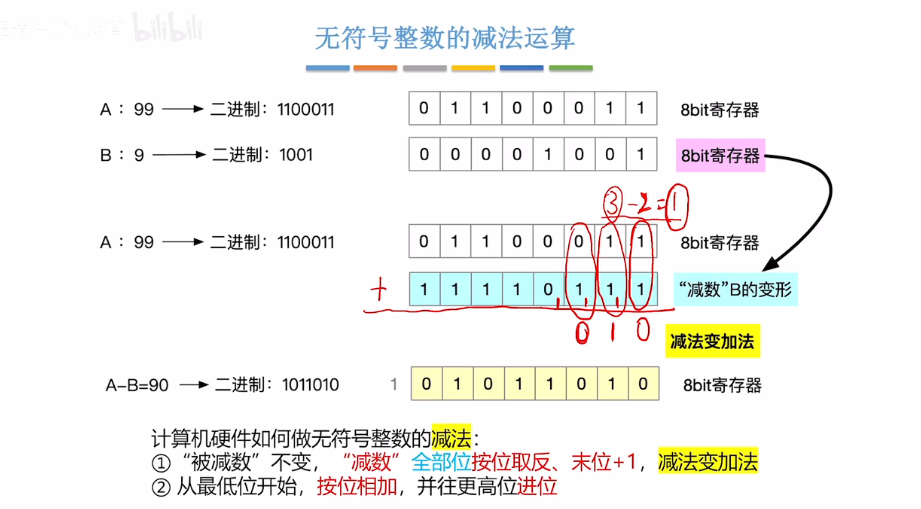 bilibili
无符号整数的减法运算
A：99 → 二进制：1100011 0 1 1 0 0 0 1 1 8bit寄存器
B：9 → 二进制：1001 0 0 0 0 1 0 0 1 8bit寄存器
3-2=1
A：99 → 二进制：1100011 0 1 1 0 0 0 1 1 8bit寄存器
+ 1 1 1 1 0 1 1 1 “减数”B的变形
0 1 0
减法变加法
A-B=90 → 二进制：1011010 1 0 1 0 1 1 0 1 0 8bit寄存器
计算机硬件如何做无符号整数的减法：
① “被减数”不变，“减数”全部位按位取反、末位+1，减法变加法
② 从最低位开始，按位相加，并往更高位进位